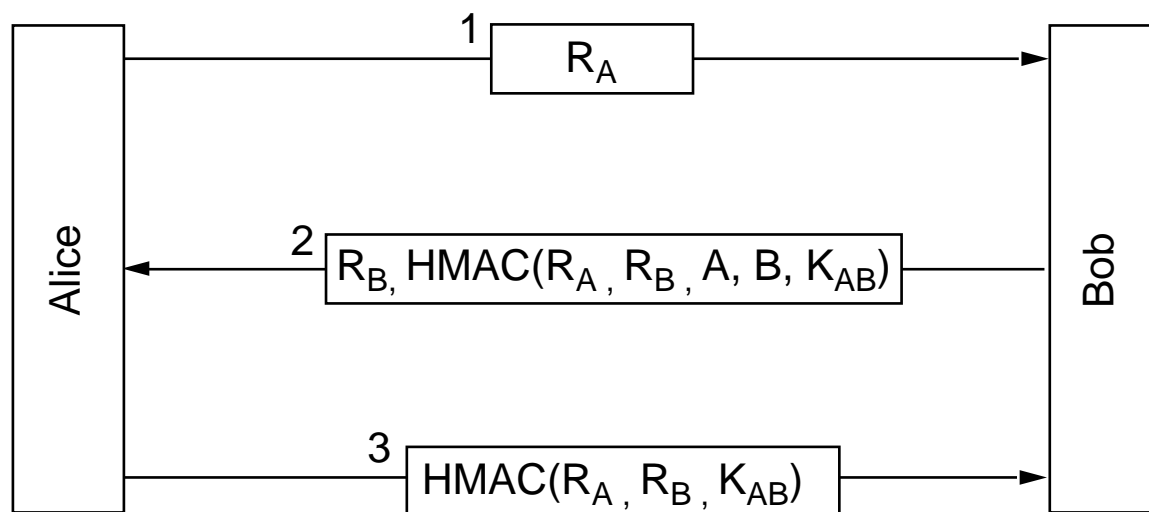 1
R_A
Alice
Bob
2
R_B, HMAC(R_A , R_B , A, B, K_AB)
3
HMAC(R_A , R_B , K_AB)